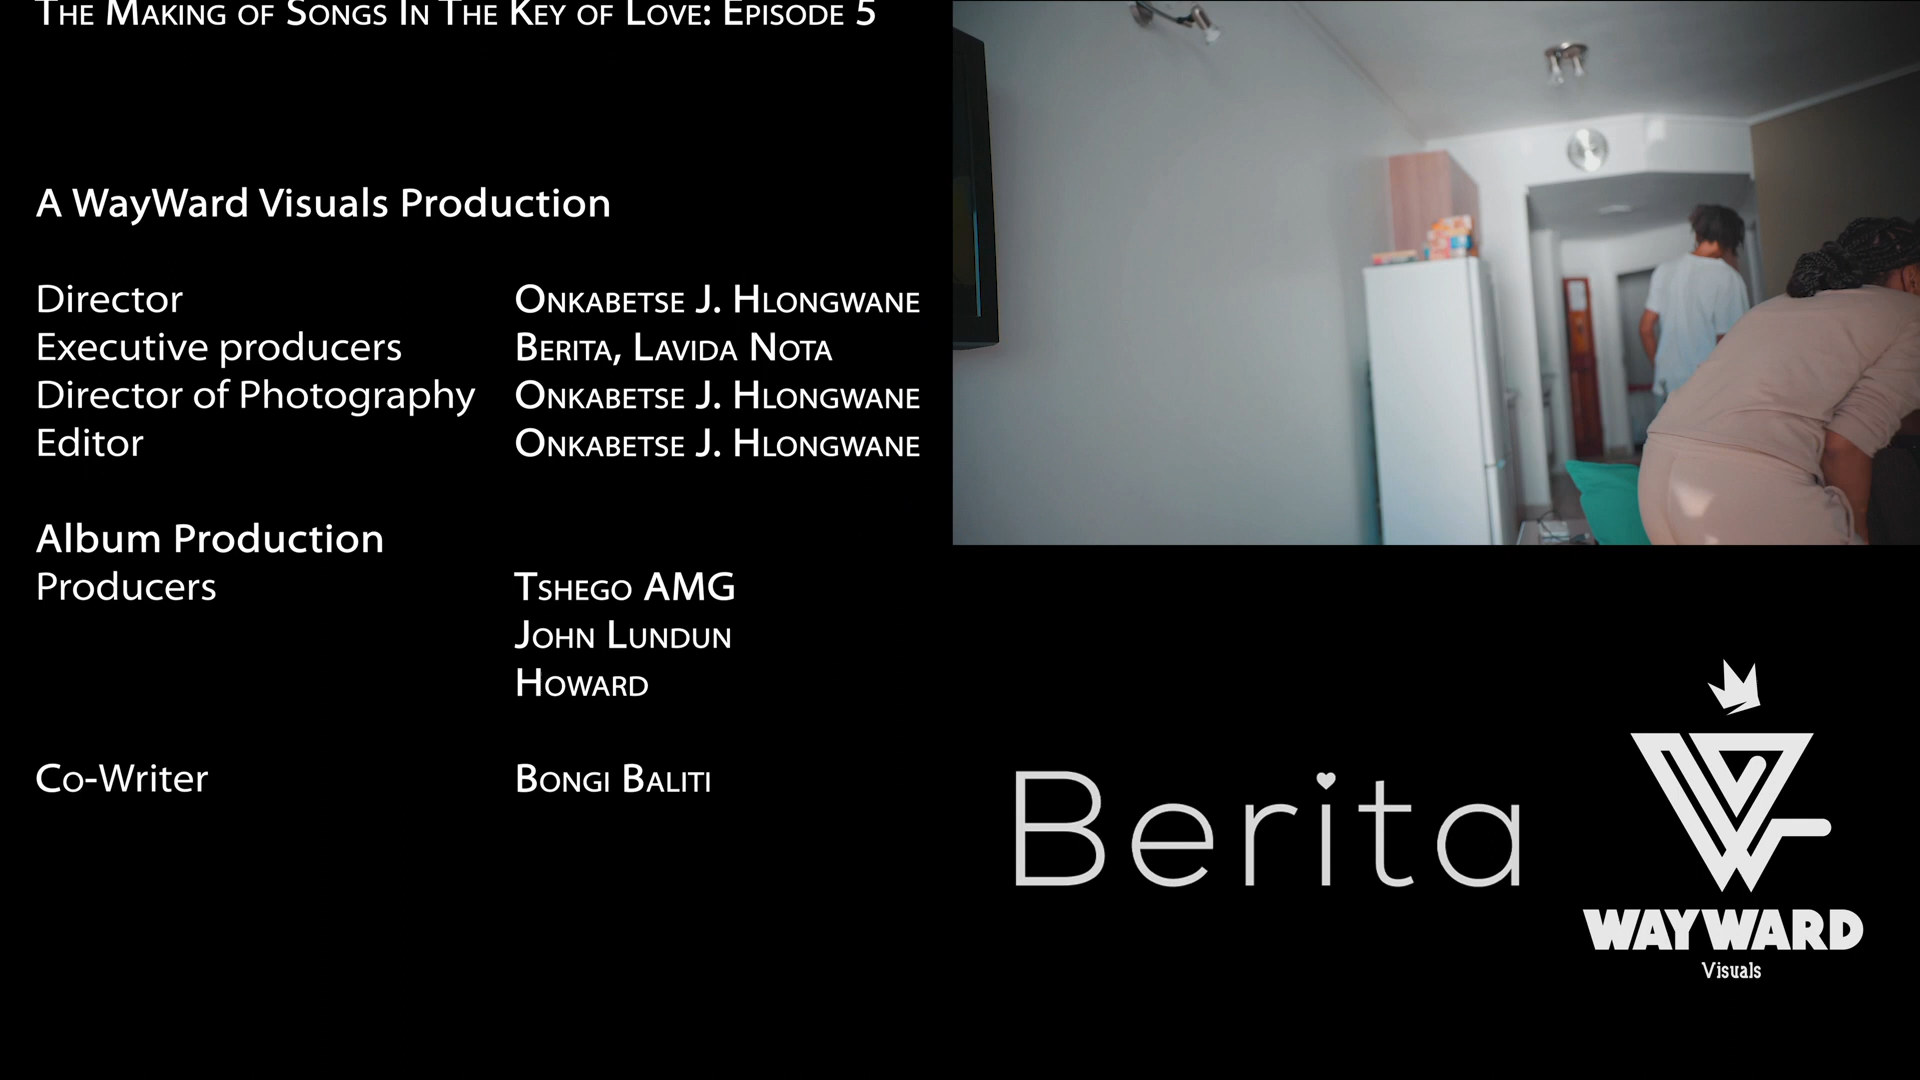 The Making of Songs In The Key of Love: Episode 5
A WayWard Visuals Production
Director Onkabetse J. Hlongwane
Executive producers Berita, Lavida Nota
Director of Photography Onkabetse J. Hlongwane
Editor Onkabetse J. Hlongwane
Album Production
Producers Tshego AMG
John Lundun
Howard
Co-Writer Bongi Baliti
Berita
WAYWARD
Visuals